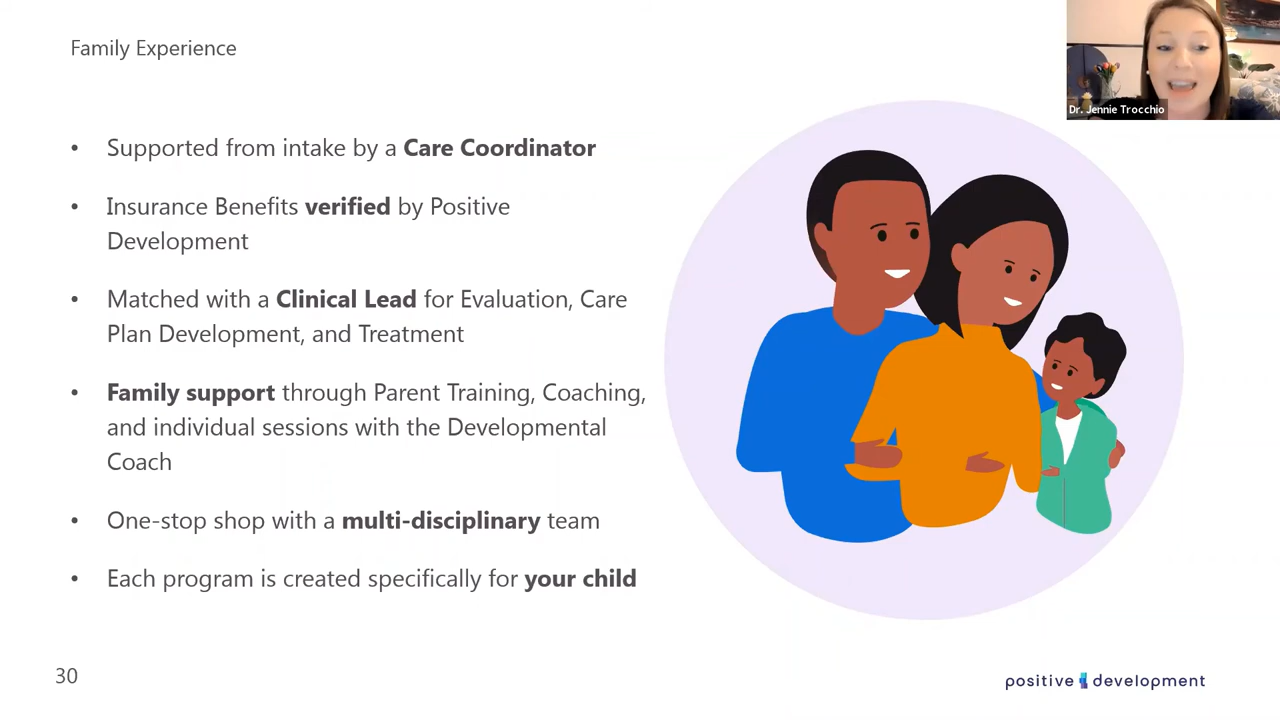 Family Experience
Dr. Jennie Trocchio
• Supported from intake by a Care Coordinator
• Insurance Benefits verified by Positive
Development
• Matched with a Clinical Lead for Evaluation, Care
Plan Development, and Treatment
• Family support through Parent Training, Coaching,
and individual sessions with the Developmental
Coach
• One-stop shop with a multi-disciplinary team
• Each program is created specifically for your child
30
positive development